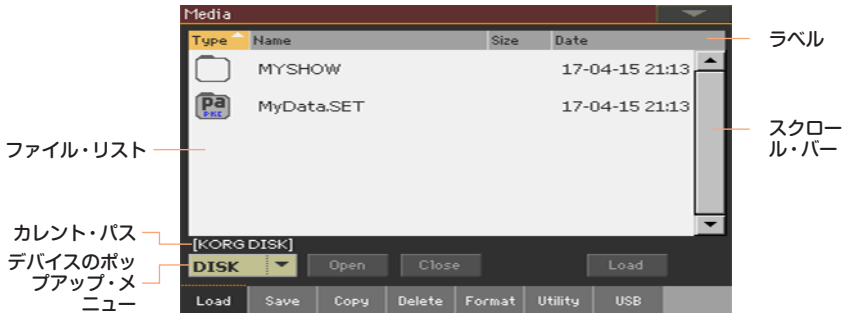 Media
Type Name Size Date
ラベル
MYSHOW 17-04-15 21:13
pa
PKG
MyData.SET 17-04-15 21:13
スクロー
ル・バー
ファイル・リスト
カレント・パス
[KORG DISK]
デバイスのポッ
プアップ・メ
ニュー
DISK Open Close Load
Load Save Copy Delete Format Utility USB